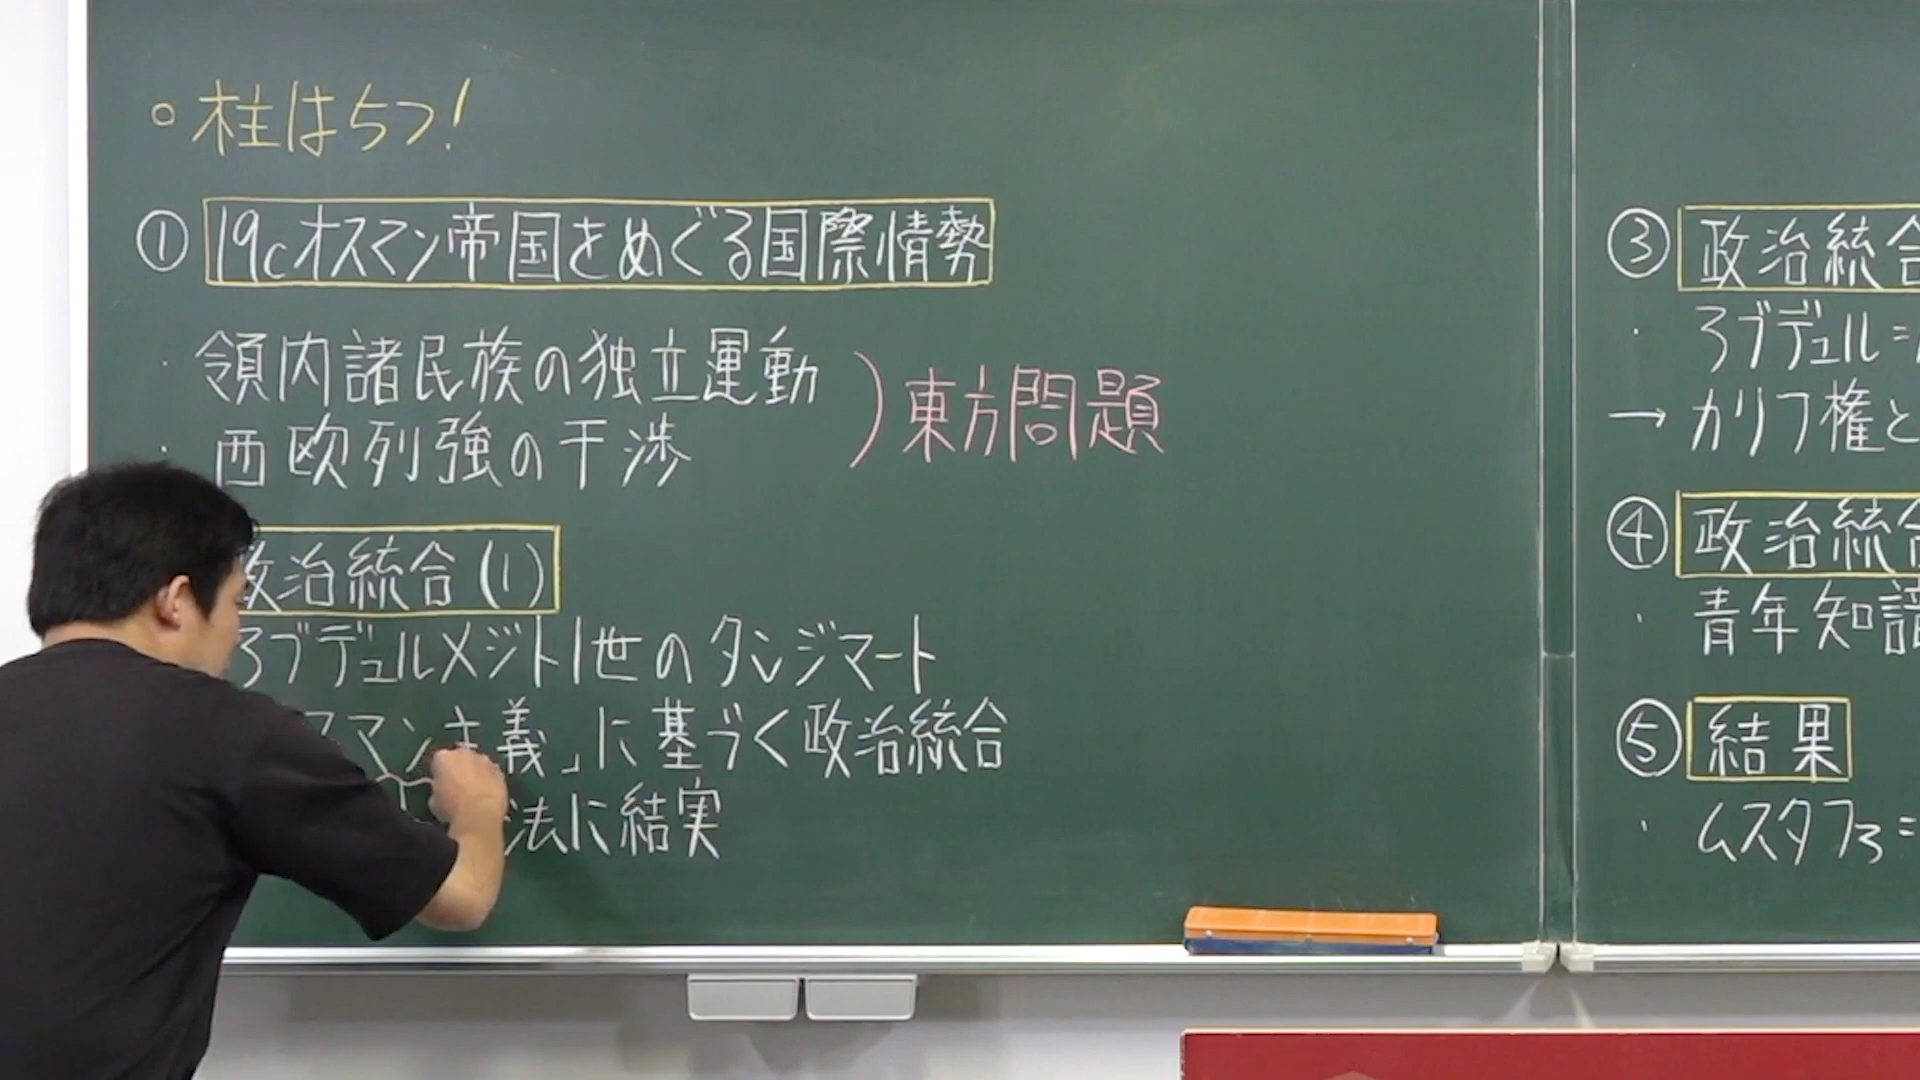 ○柱は5つ!
① 19cオスマン帝国をめぐる国際情勢
・領内諸民族の独立運動
・西欧列強の干渉
)東方問題
政治統合(1)
アブデュルメジト1世のタンジマート
スマン主義」に基づく政治統合
法に結実
③ 政治統合
・アブデュル=
→カリフ権と
④ 政治統合
・青年知識
⑤ 結果
・ムスタファ=